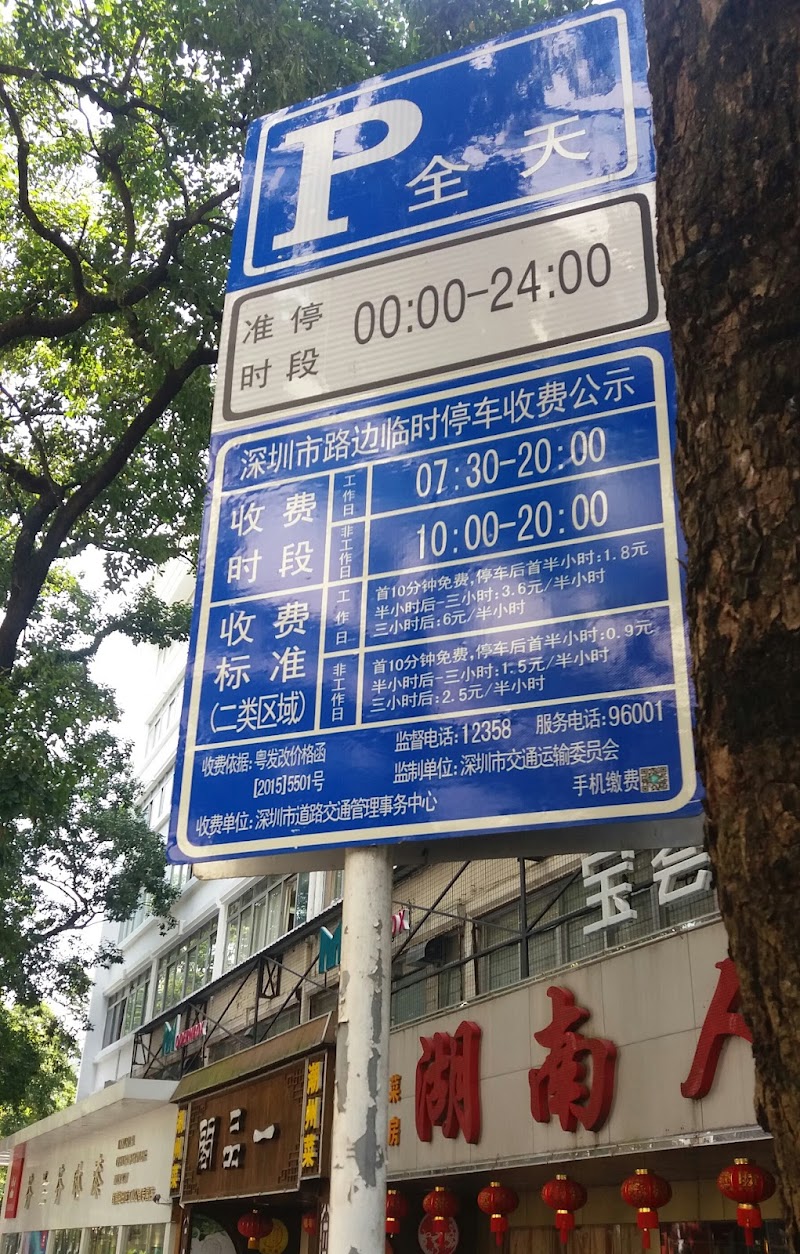 P 全天
准停时段 00:00-24:00
深圳市路边临时停车收费公示
收费时段
工作日
07:30-20:00
非工作日
10:00-20:00
收费标准
(二类区域)
工作日
首10分钟免费,停车后首半小时:1.8元
半小时后-三小时:3.6元/半小时
三小时后:6元/半小时
非工作日
首10分钟免费,停车后首半小时:0.9元
半小时后-三小时:1.5元/半小时
三小时后:2.5元/半小时
收费依据:粤发改价格函
[2015]5501号
监督电话:12358 服务电话:96001
监制单位:深圳市交通运输委员会
收费单位:深圳市道路交通管理事务中心
手机缴费
宝会
湖南
菜房
潮州菜
潮州菜